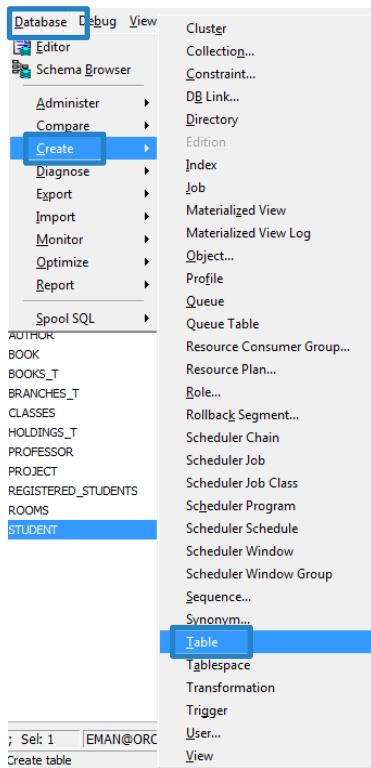 Database Debug View
Editor
Schema Browser
Administer
Compare
Create
Diagnose
Export
Import
Monitor
Optimize
Report
Spool SQL
AUTHOR
BOOK
BOOKS_T
BRANCHES_T
CLASSES
HOLDINGS_T
PROFESSOR
PROJECT
REGISTERED_STUDENTS
ROOMS
STUDENT
; Sel: 1 EMAN@ORC
Create table
Cluster
Collection...
Constraint...
DB Link...
Directory
Edition
Index
Job
Materialized View
Materialized View Log
Object...
Profile
Queue
Queue Table
Resource Consumer Group...
Resource Plan...
Role...
Rollback Segment...
Scheduler Chain
Scheduler Job
Scheduler Job Class
Scheduler Program
Scheduler Schedule
Scheduler Window
Scheduler Window Group
Sequence...
Synonym...
Table
Tablespace
Transformation
Trigger
User...
View